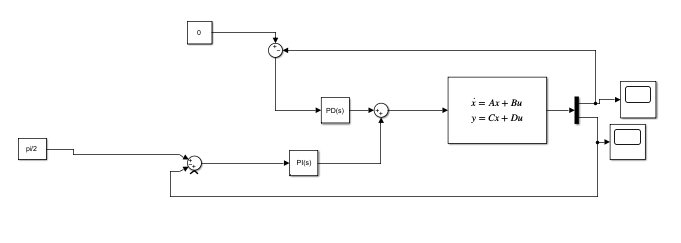 0
+
−
PD(s)
+
+
ẋ = Ax + Bu
y = Cx + Du
pi/2
+
PI(s)